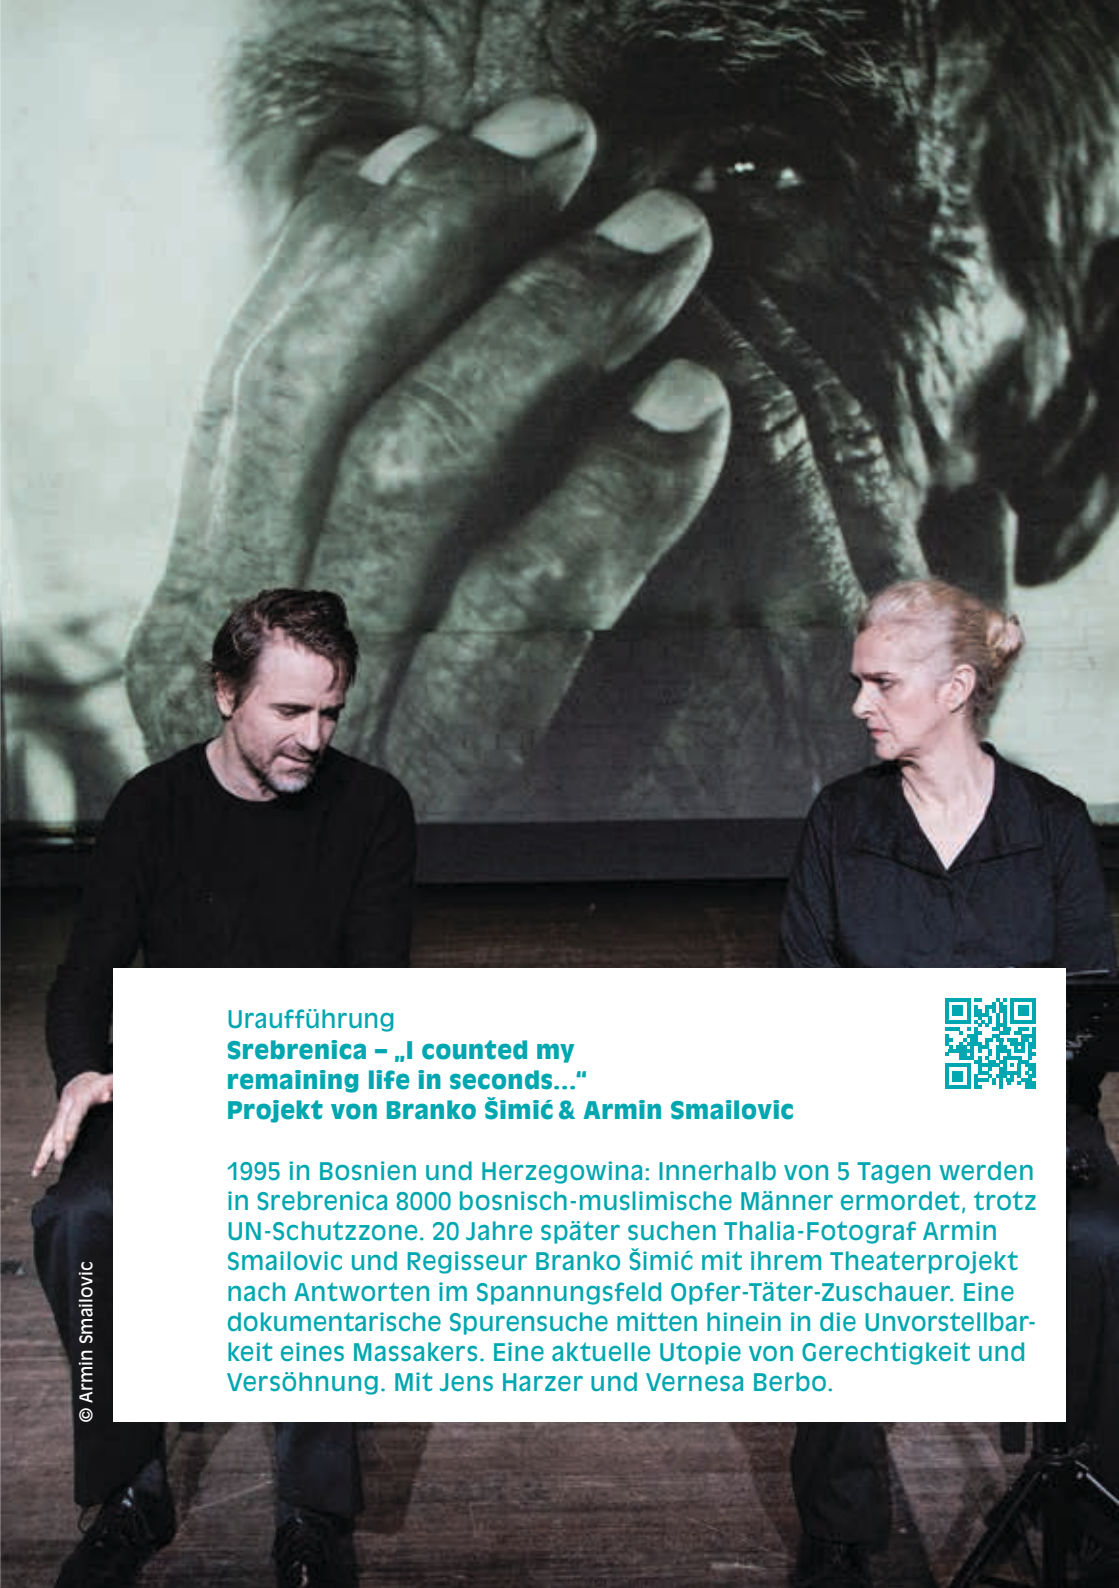 Uraufführung
Srebrenica – „I counted my
remaining life in seconds...“
Projekt von Branko Šimić & Armin Smailovic
1995 in Bosnien und Herzegowina: Innerhalb von 5 Tagen werden
in Srebrenica 8000 bosnisch-muslimische Männer ermordet, trotz
UN-Schutzzone. 20 Jahre später suchen Thalia-Fotograf Armin
Smailovic und Regisseur Branko Šimić mit ihrem Theaterprojekt
nach Antworten im Spannungsfeld Opfer-Täter-Zuschauer. Eine
dokumentarische Spurensuche mitten hinein in die Unvorstellbar-
keit eines Massakers. Eine aktuelle Utopie von Gerechtigkeit und
Versöhnung. Mit Jens Harzer und Vernesa Berbo.
© Armin Smailovic